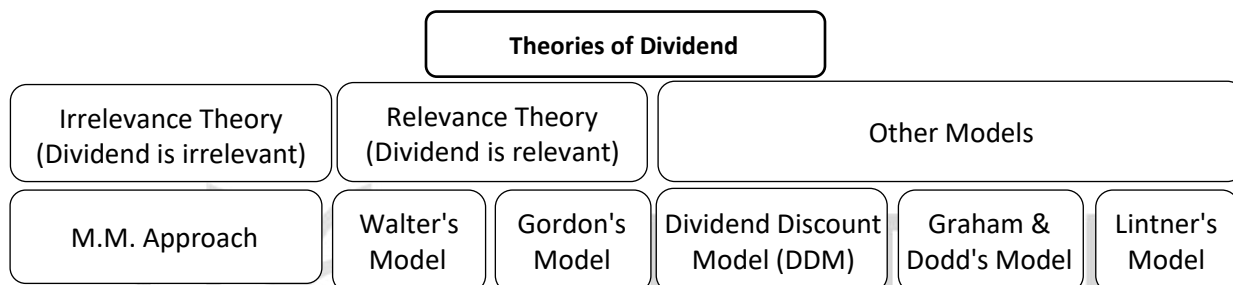 Theories of Dividend
Irrelevance Theory
(Dividend is irrelevant)
Relevance Theory
(Dividend is relevant)
Other Models
M.M. Approach
Walter's
Model
Gordon's
Model
Dividend Discount
Model (DDM)
Graham &
Dodd's Model
Lintner's
Model